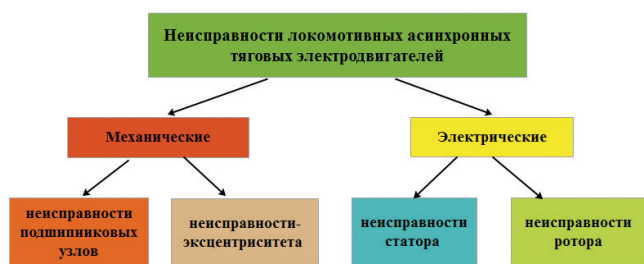 Неисправности локомотивных асинхронных
тяговых электродвигателей
Механические
Электрические
неисправности
подшипниковых
узлов
неисправности-
эксцентриситета
неисправности
статора
неисправности
ротора